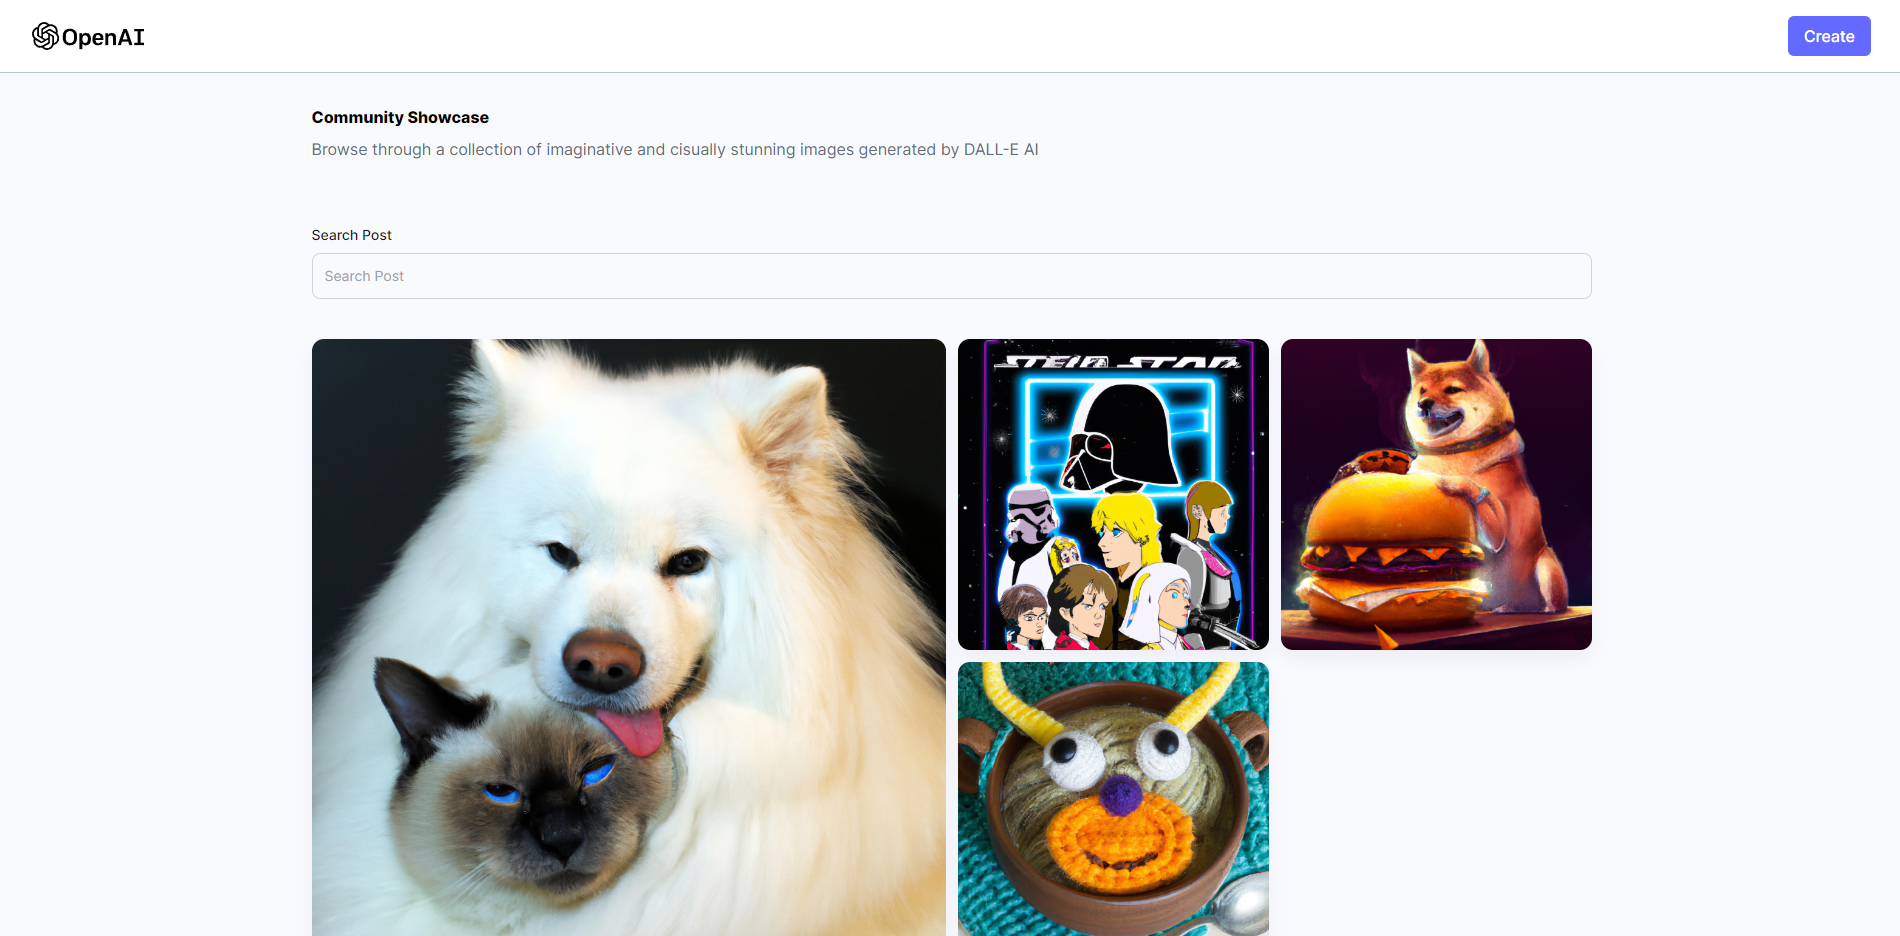 OpenAI
Create
Community Showcase
Browse through a collection of imaginative and cisually stunning images generated by DALL-E AI
Search Post
Search Post